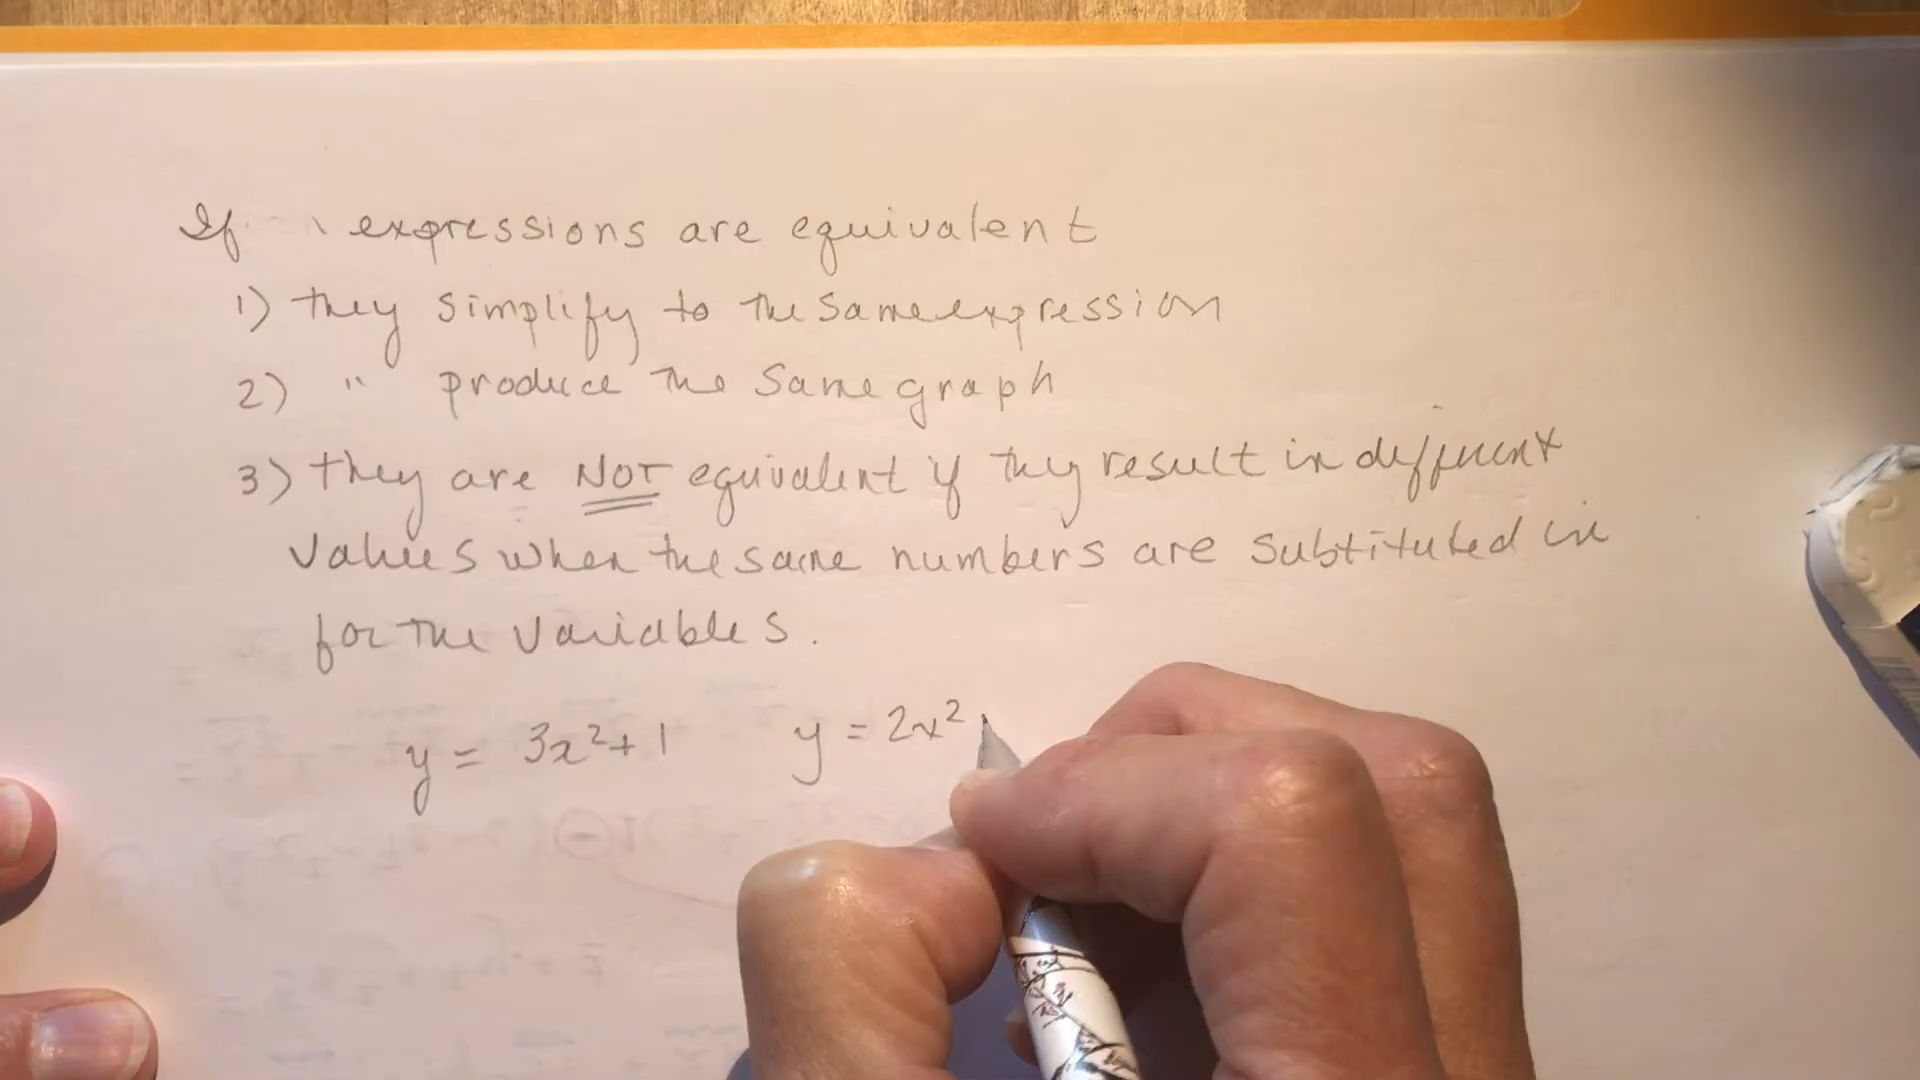 If expressions are equivalent
1) they simplify to the same expression
2) " produce the same graph
3) they are NOT equivalent if they result in different
values when the same numbers are substituted in
for the variables.
y = 3x²+1 y = 2x²